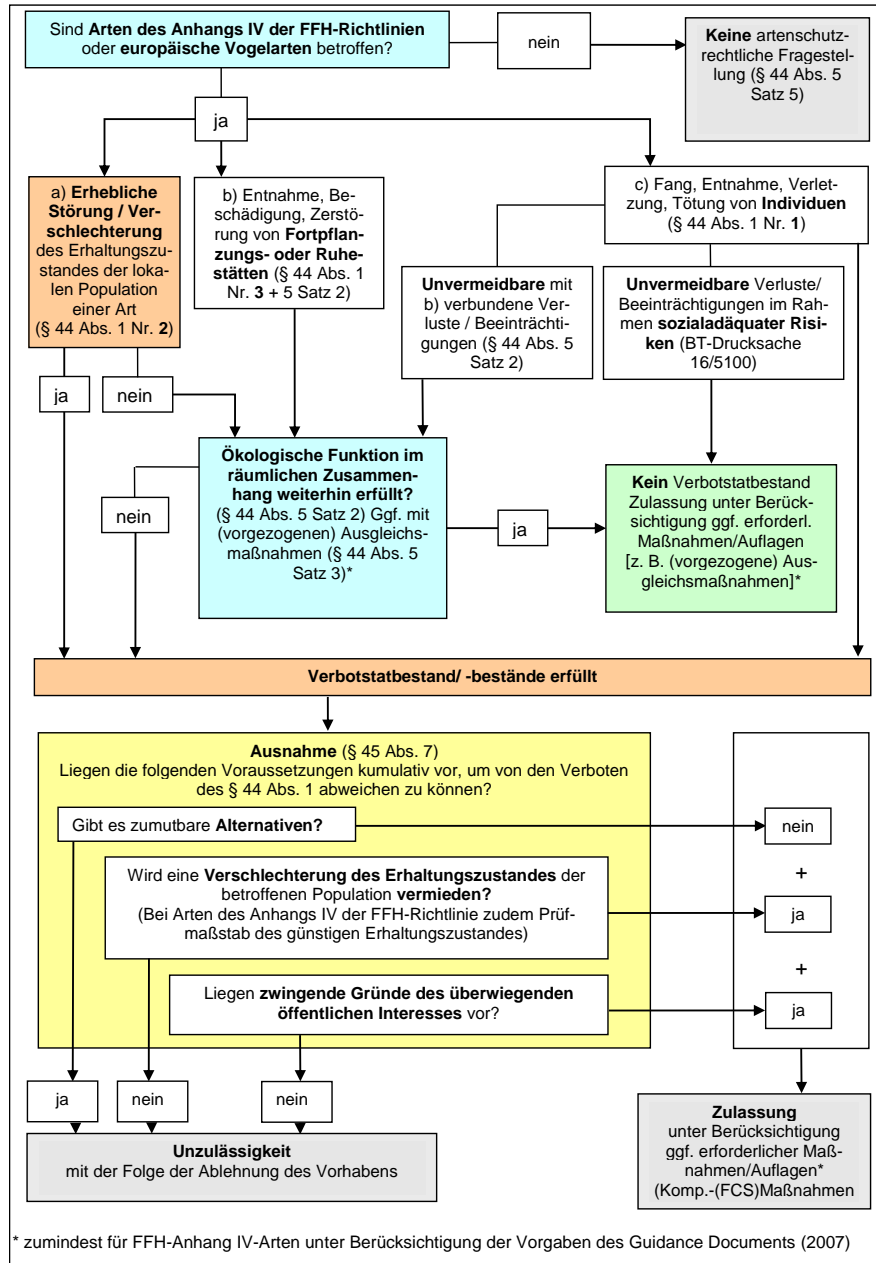 Sind Arten des Anhangs IV der FFH-Richtlinien
oder europäische Vogelarten betroffen?
nein
Keine artenschutz-
rechtliche Fragestel-
lung (§ 44 Abs. 5
Satz 5)
ja
a) Erhebliche
Störung / Ver-
schlechterung
des Erhaltungszu-
standes der loka-
len Population
einer Art
(§ 44 Abs. 1 Nr. 2)
b) Entnahme, Be-
schädigung, Zerstö-
rung von Fortpflan-
zungs- oder Ruhe-
stätten (§ 44 Abs. 1
Nr. 3 + 5 Satz 2)
c) Fang, Entnahme, Verlet-
zung, Tötung von Individuen
(§ 44 Abs. 1 Nr. 1)
Unvermeidbare mit
b) verbundene Ver-
luste / Beeinträchti-
gungen (§ 44 Abs. 5
Satz 2)
Unvermeidbare Verluste/
Beeinträchtigungen im Rah-
men sozialadäquater Risi-
ken (BT-Drucksache
16/5100)
ja
nein
Ökologische Funktion im
räumlichen Zusammen-
hang weiterhin erfüllt?
(§ 44 Abs. 5 Satz 2) Ggf. mit
(vorgezogenen) Ausgleichs-
maßnahmen (§ 44 Abs. 5
Satz 3)*
nein
ja
Kein Verbotstatbestand
Zulassung unter Berück-
sichtigung ggf. erforderl.
Maßnahmen/Auflagen
[z. B. (vorgezogene) Aus-
gleichsmaßnahmen]*
Verbotstatbestand/ -bestände erfüllt
Ausnahme (§ 45 Abs. 7)
Liegen die folgenden Voraussetzungen kumulativ vor, um von den Verboten
des § 44 Abs. 1 abweichen zu können?
Gibt es zumutbare Alternativen?
nein
+
Wird eine Verschlechterung des Erhaltungszustandes der
betroffenen Population vermieden?
(Bei Arten des Anhangs IV der FFH-Richtlinie zudem Prüf-
maßstab des günstigen Erhaltungszustandes)
ja
+
Liegen zwingende Gründe des überwiegenden
öffentlichen Interesses vor?
ja
ja
nein
nein
Unzulässigkeit
mit der Folge der Ablehnung des Vorhabens
Zulassung
unter Berücksichtigung
ggf. erforderlicher Maß-
nahmen/Auflagen*
(Komp.-(FCS)Maßnahmen
* zumindest für FFH-Anhang IV-Arten unter Berücksichtigung der Vorgaben des Guidance Documents (2007)